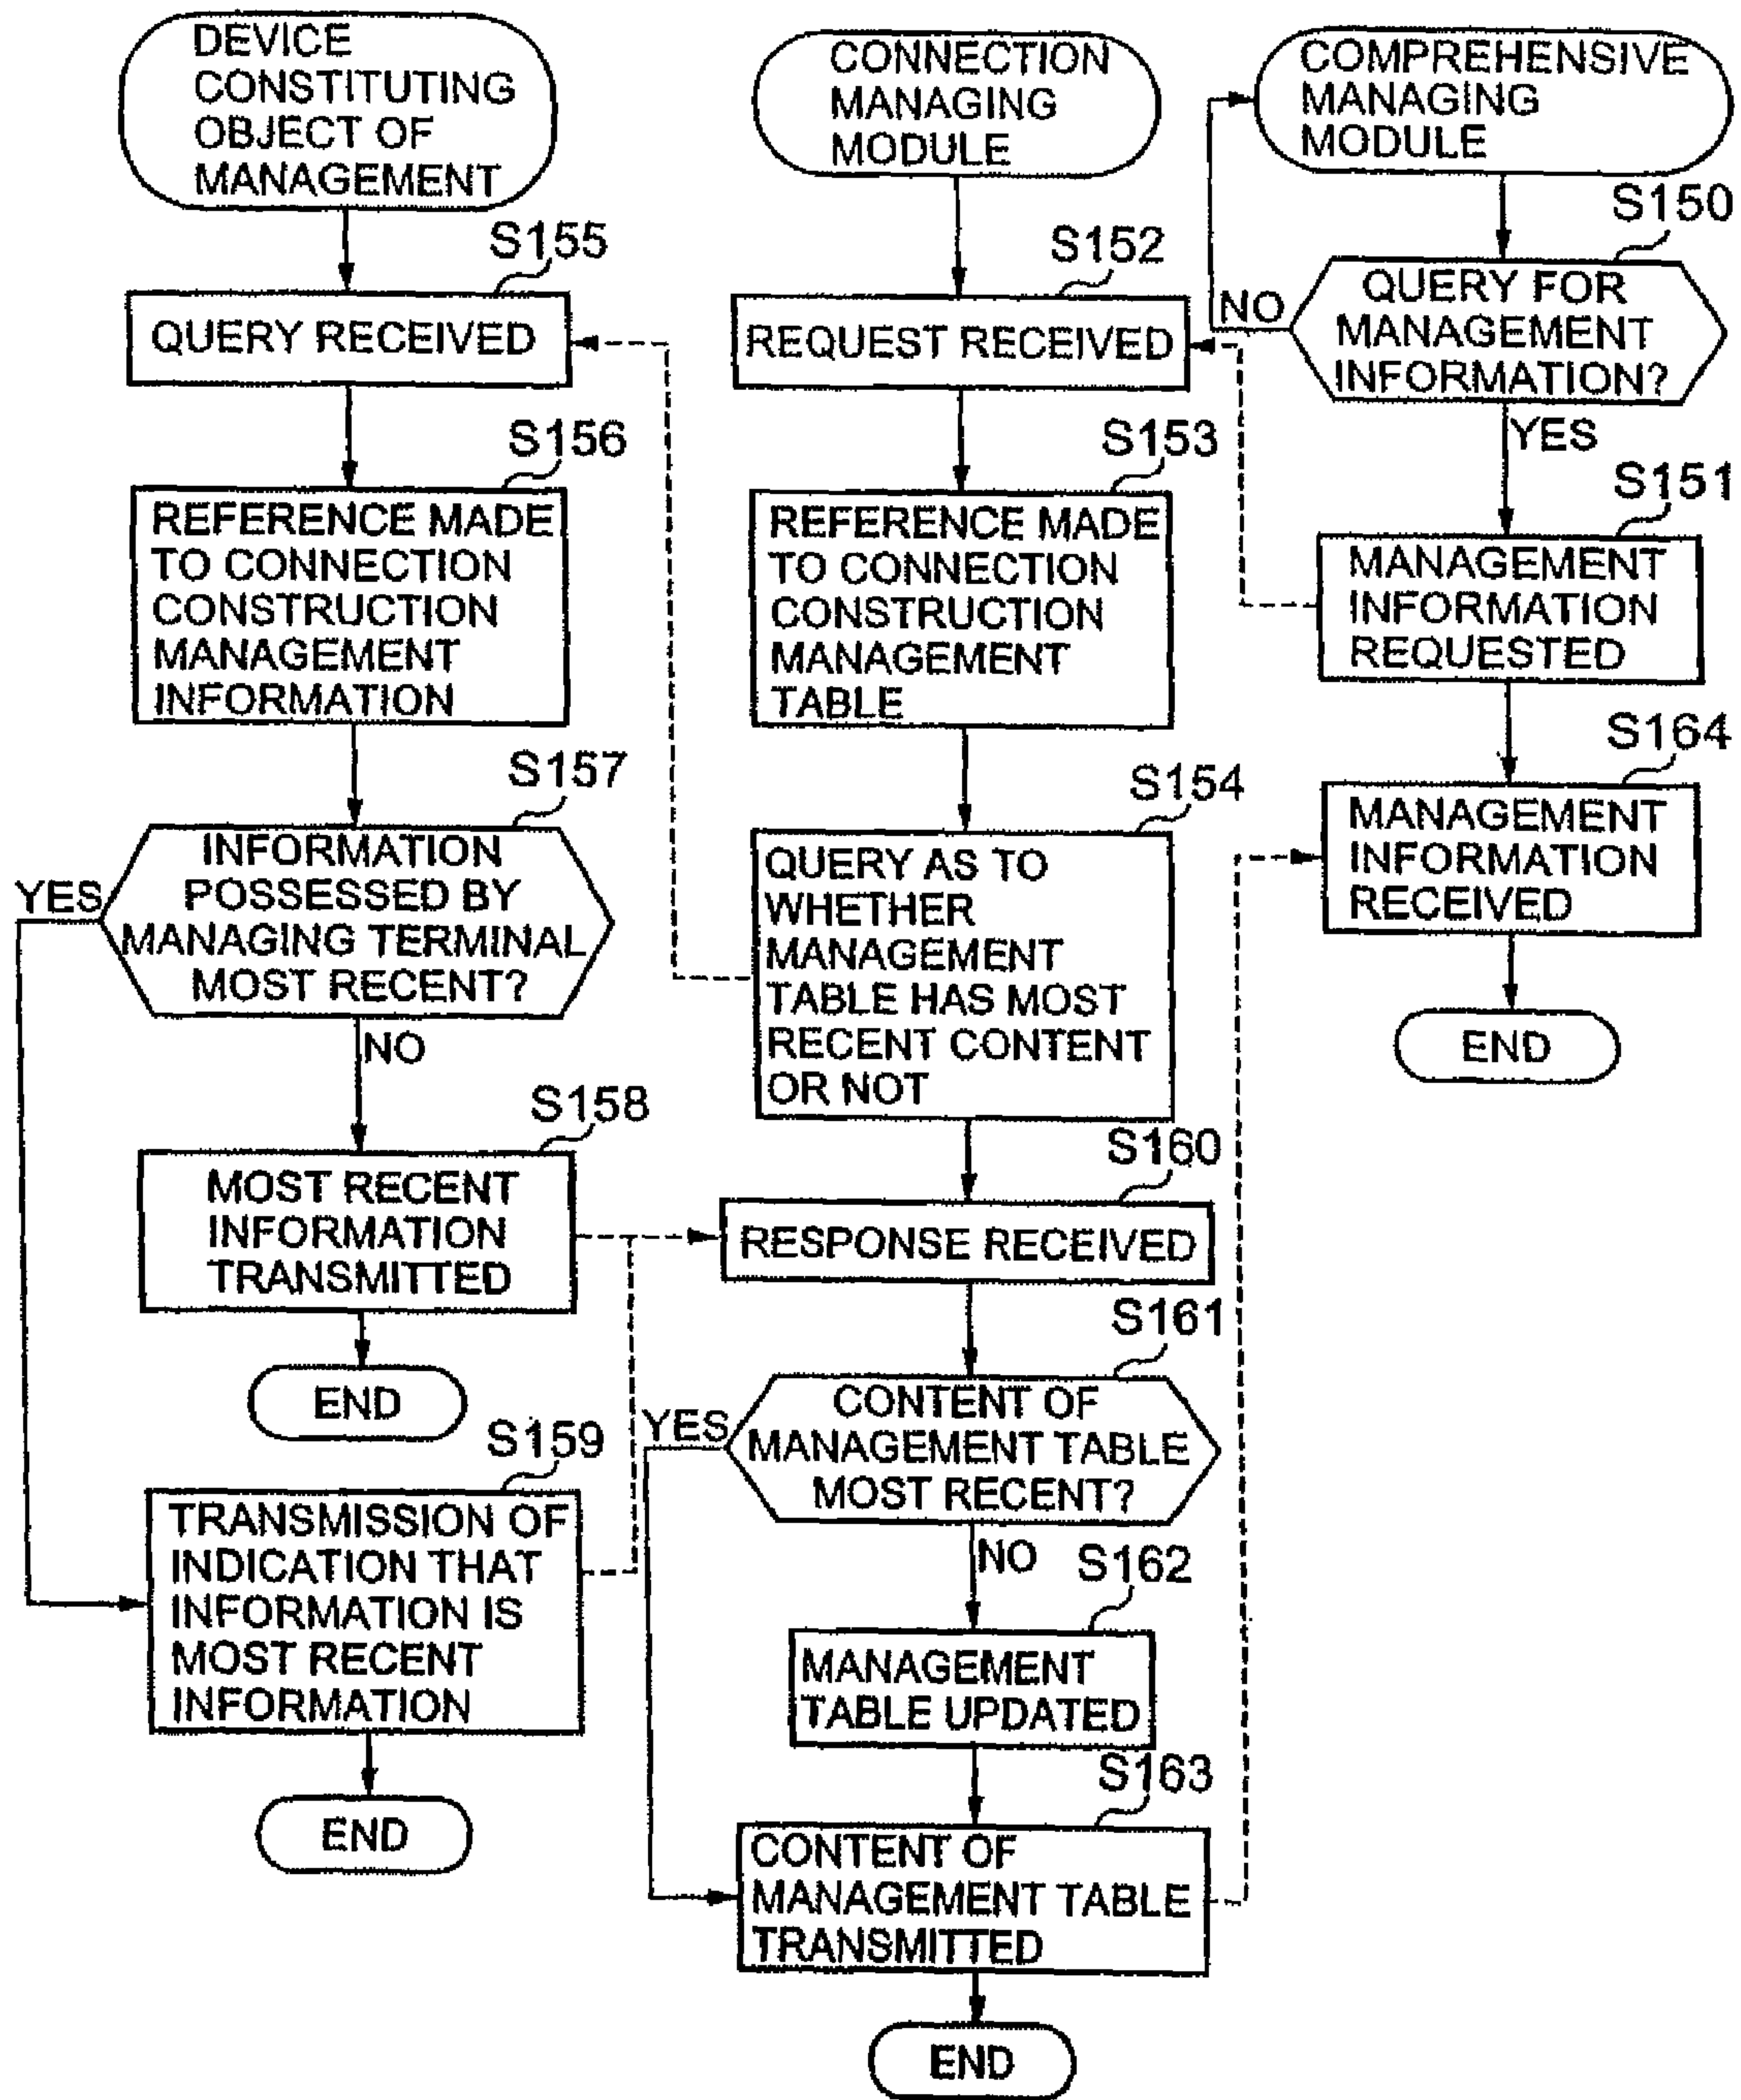 DEVICE
CONSTITUTING
OBJECT OF
MANAGEMENT
S155
QUERY RECEIVED
S156
REFERENCE MADE
TO CONNECTION
CONSTRUCTION
MANAGEMENT
INFORMATION
S157
INFORMATION
POSSESSED BY
MANAGING TERMINAL
MOST RECENT?
YES
NO
S158
MOST RECENT
INFORMATION
TRANSMITTED
END
S159
TRANSMISSION OF
INDICATION THAT
INFORMATION IS
MOST RECENT
INFORMATION
END
CONNECTION
MANAGING
MODULE
S152
REQUEST RECEIVED
S153
REFERENCE MADE
TO CONNECTION
CONSTRUCTION
MANAGEMENT
TABLE
S154
QUERY AS TO
WHETHER
MANAGEMENT
TABLE HAS MOST
RECENT CONTENT
OR NOT
S160
RESPONSE RECEIVED
S161
CONTENT OF
MANAGEMENT TABLE
MOST RECENT?
YES
NO
S162
MANAGEMENT
TABLE UPDATED
S163
CONTENT OF
MANAGEMENT TABLE
TRANSMITTED
END
COMPREHENSIVE
MANAGING
MODULE
S150
QUERY FOR
MANAGEMENT
INFORMATION?
NO
YES
S151
MANAGEMENT
INFORMATION
REQUESTED
S164
MANAGEMENT
INFORMATION
RECEIVED
END